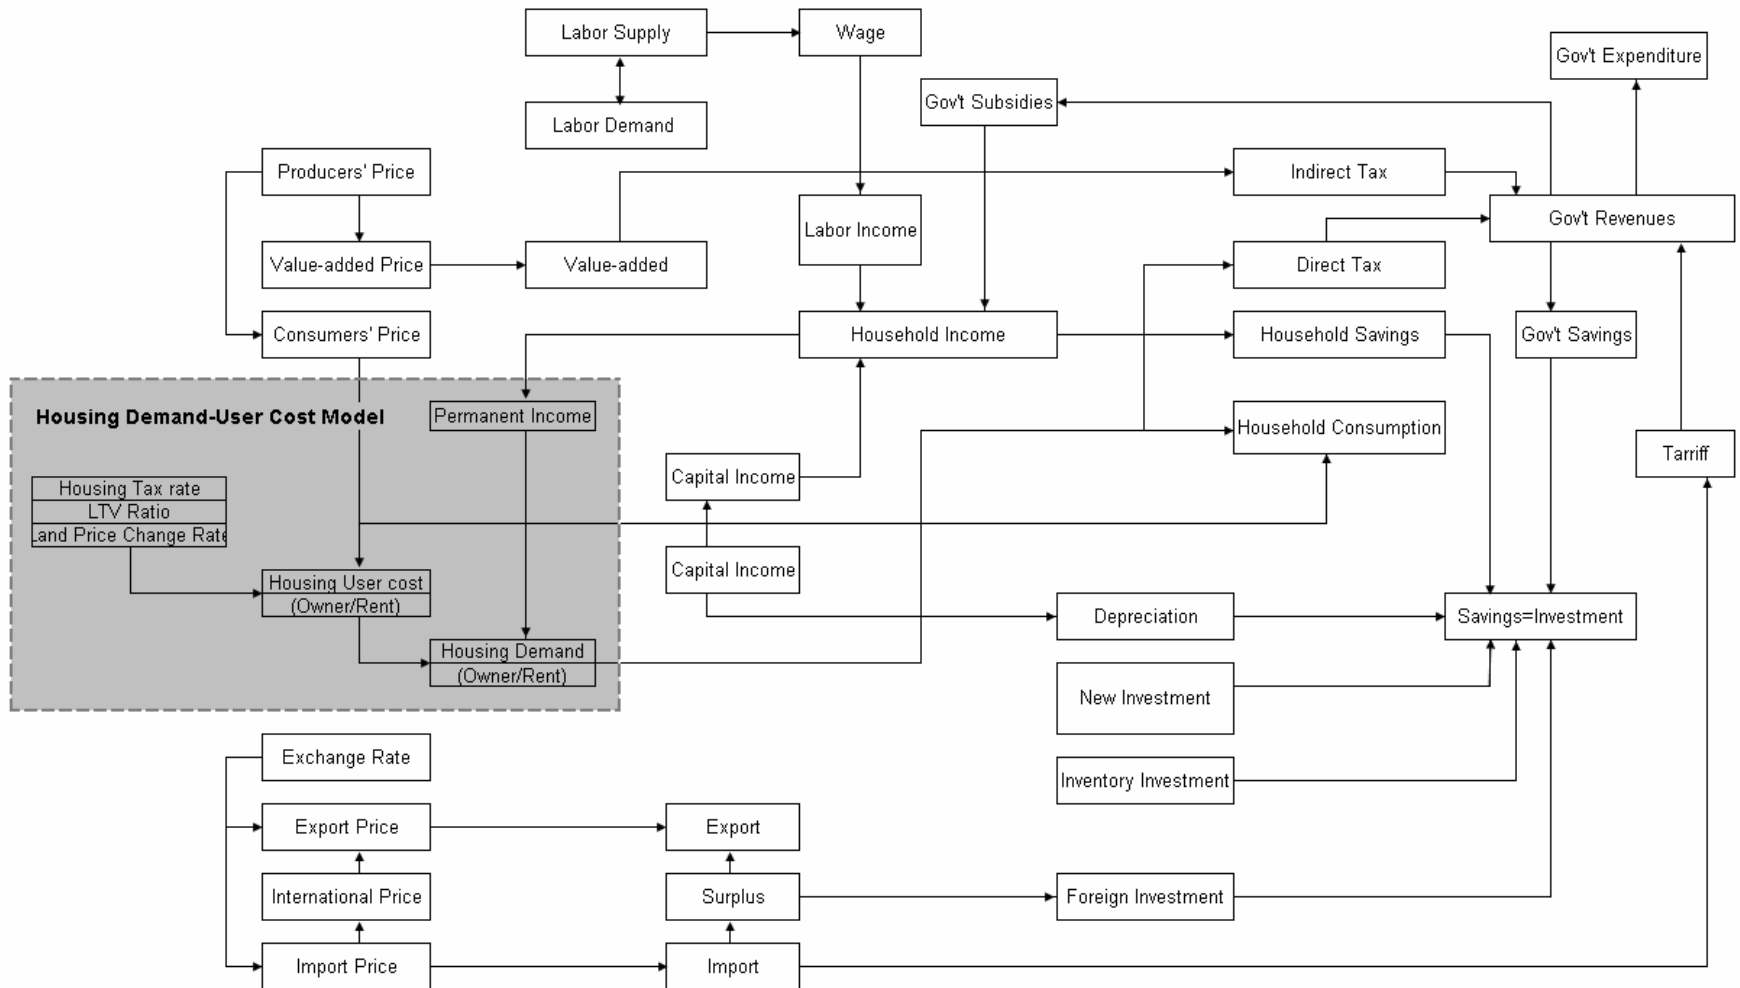 Labor Supply
Wage
Gov't Expenditure
Gov't Subsidies
Labor Demand
Producers' Price
Indirect Tax
Labor Income
Gov't Revenues
Value-added Price
Value-added
Direct Tax
Consumers' Price
Household Income
Household Savings
Gov't Savings
Housing Demand-User Cost Model
Permanent Income
Household Consumption
Tarriff
Capital Income
Housing Tax rate
LTV Ratio
Land Price Change Rate
Capital Income
Housing User cost
(Owner/Rent)
Depreciation
Savings=Investment
Housing Demand
(Owner/Rent)
New Investment
Exchange Rate
Inventory Investment
Export Price
Export
International Price
Surplus
Foreign Investment
Import Price
Import